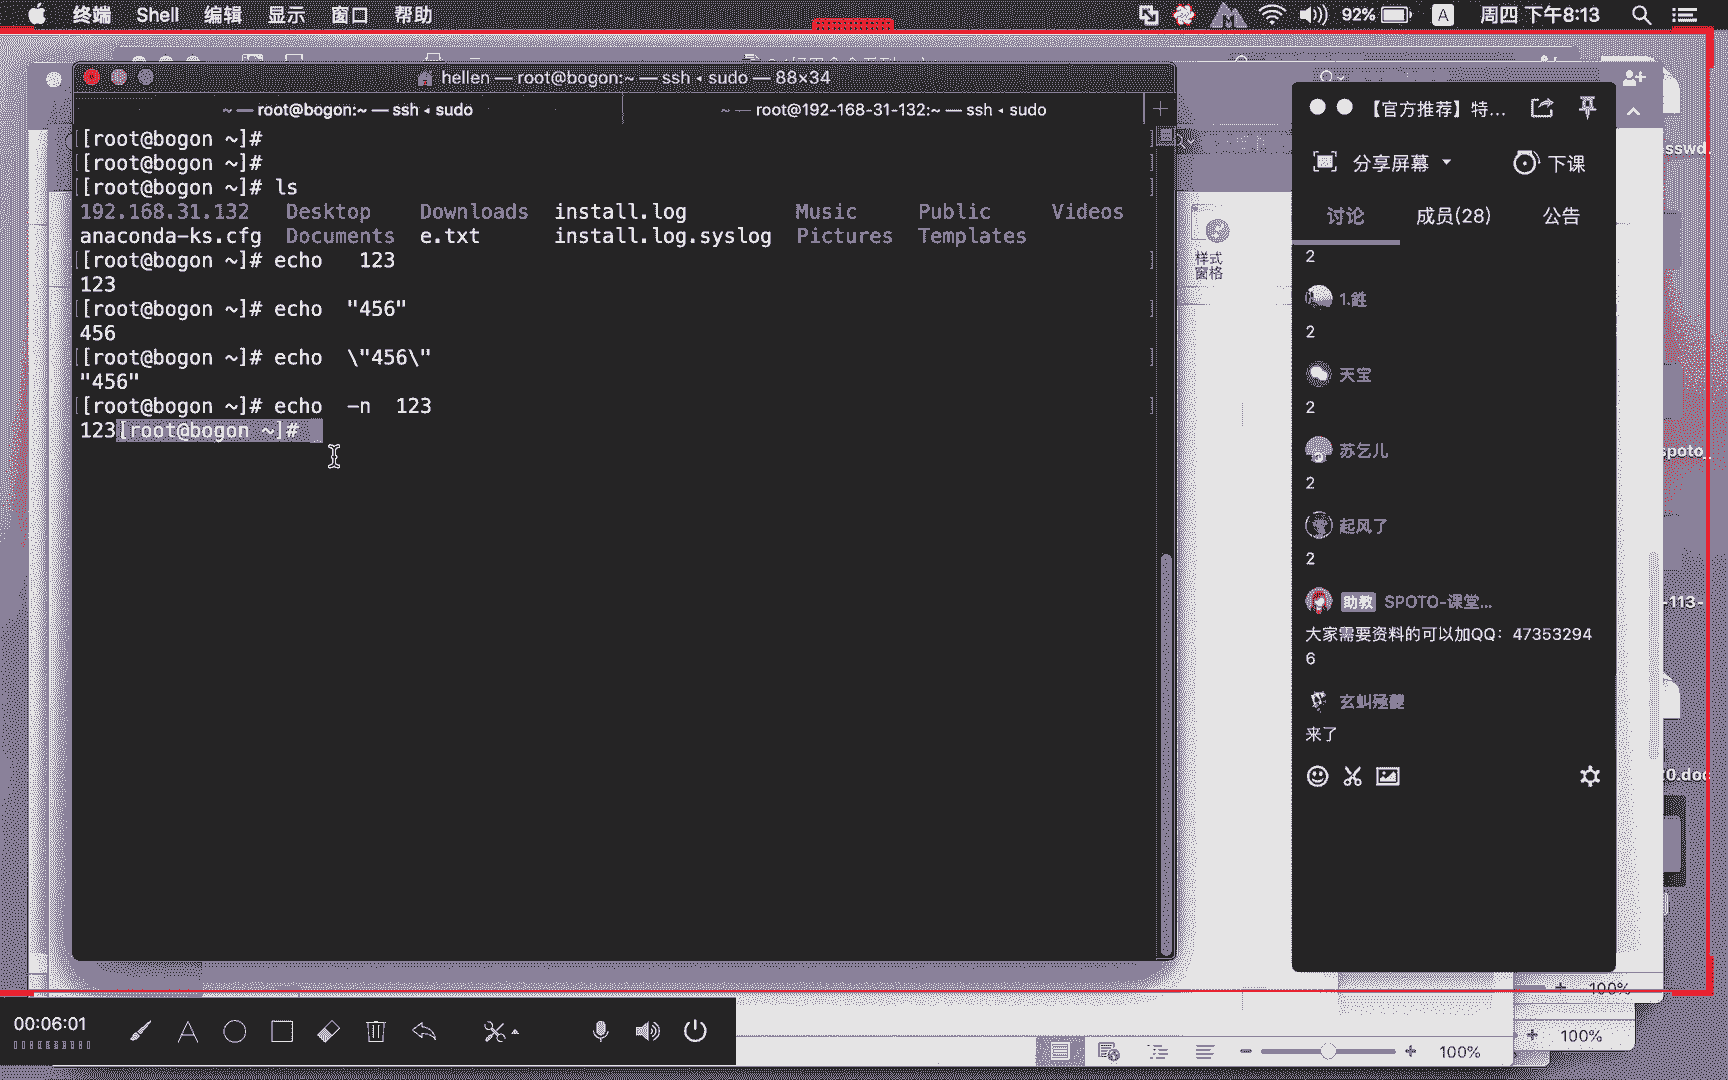 终端 Shell 编辑 显示 窗口 帮助 92% A 周四 下午8:13
hellen — root@bogon:~ — ssh ◂ sudo — 88×34
~ — root@bogon:~ — ssh ◂ sudo
~ — root@192-168-31-132:~ — ssh ◂ sudo
[root@bogon ~]#
[root@bogon ~]#
[root@bogon ~]# ls
192.168.31.132 Desktop Downloads install.log Music Public Videos
anaconda-ks.cfg Documents e.txt install.log.syslog Pictures Templates
[root@bogon ~]# echo 123
123
[root@bogon ~]# echo "456"
456
[root@bogon ~]# echo \"456\"
"456"
[root@bogon ~]# echo -n 123
123[root@bogon ~]#
样式
窗格
【官方推荐】特...
分享屏幕 下课
讨论 成员(28) 公告
2
2
天宝
2
苏乞儿
2
起风了
2
助教 SPOTO-课堂...
大家需要资料的可以加QQ：47353294
6
来了
sswd.
spoto_
-113-
0.doc
100%
100%
100%
00:06:01